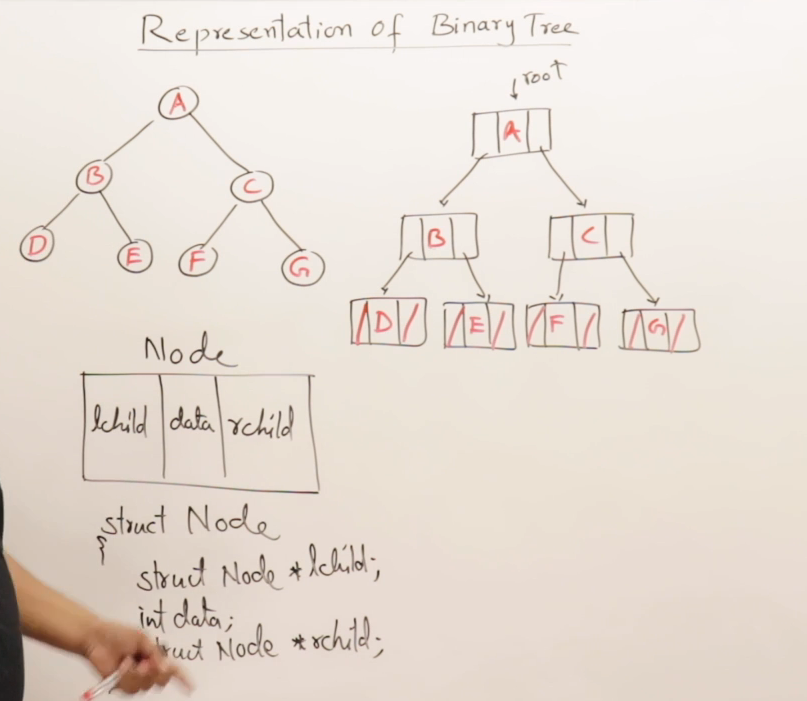 Representation of Binary Tree
A
B
C
D
E
F
G
root
A
B
C
D
E
F
G
Node
lchild data rchild
struct Node
{
struct Node *lchild;
int data;
struct Node *rchild;